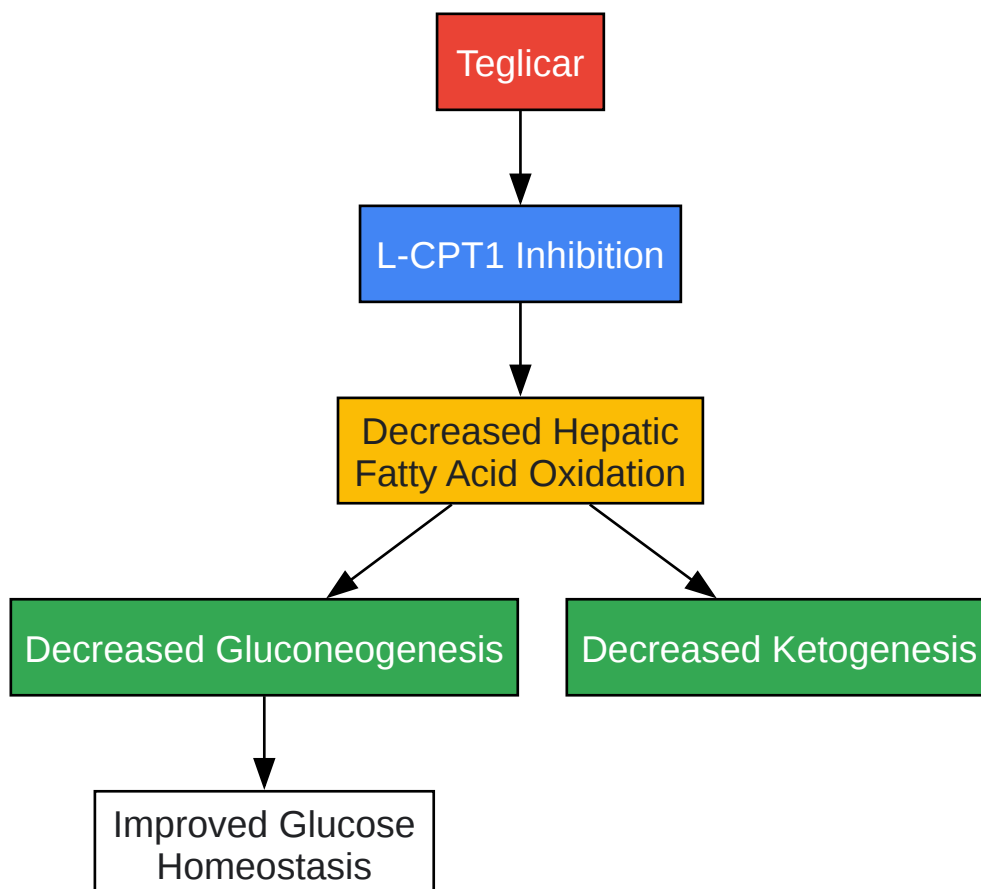 Teglicar
L-CPT1 Inhibition
Decreased Hepatic
Fatty Acid Oxidation
Decreased Gluconeogenesis
Decreased Ketogenesis
Improved Glucose
Homeostasis